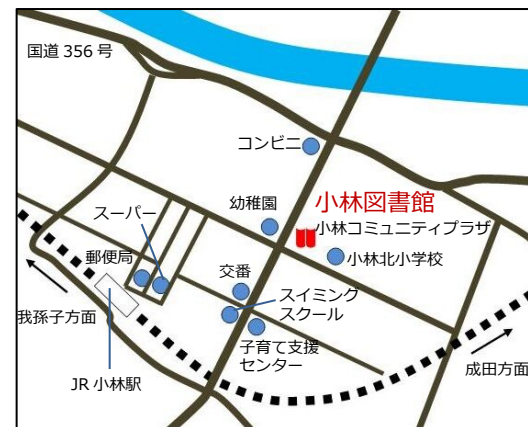 国道 356 号
コンビニ
小林図書館
小林コミュニティプラザ
幼稚園
スーパー
小林北小学校
郵便局
交番
スイミング
スクール
我孫子方面
子育て支援
センター
成田方面
JR 小林駅